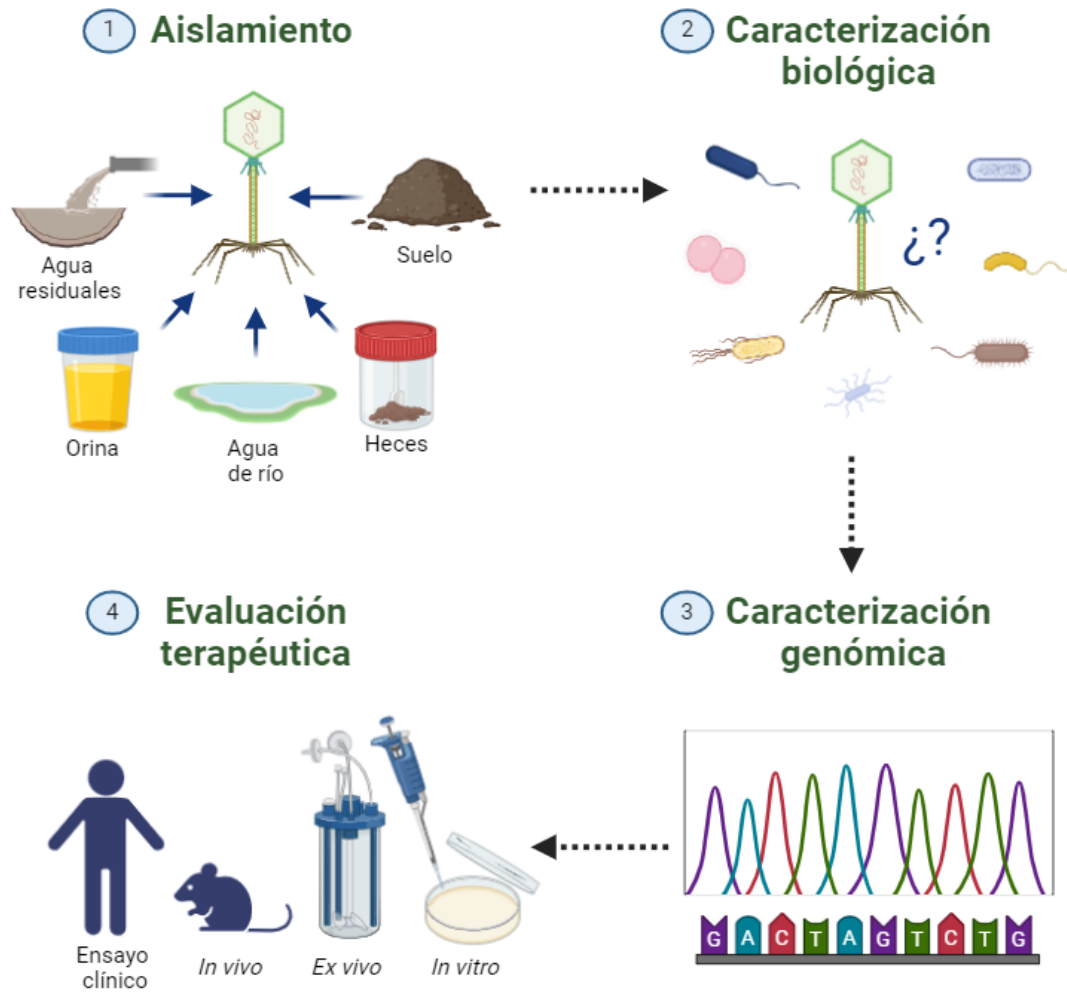 1 Aislamiento
Agua
residuales
Suelo
Orina
Agua
de río
Heces
2 Caracterización
biológica
¿?
3 Caracterización
genómica
G A C T A G T C T G
4 Evaluación
terapéutica
Ensayo
clínico
In vivo
Ex vivo
In vitro